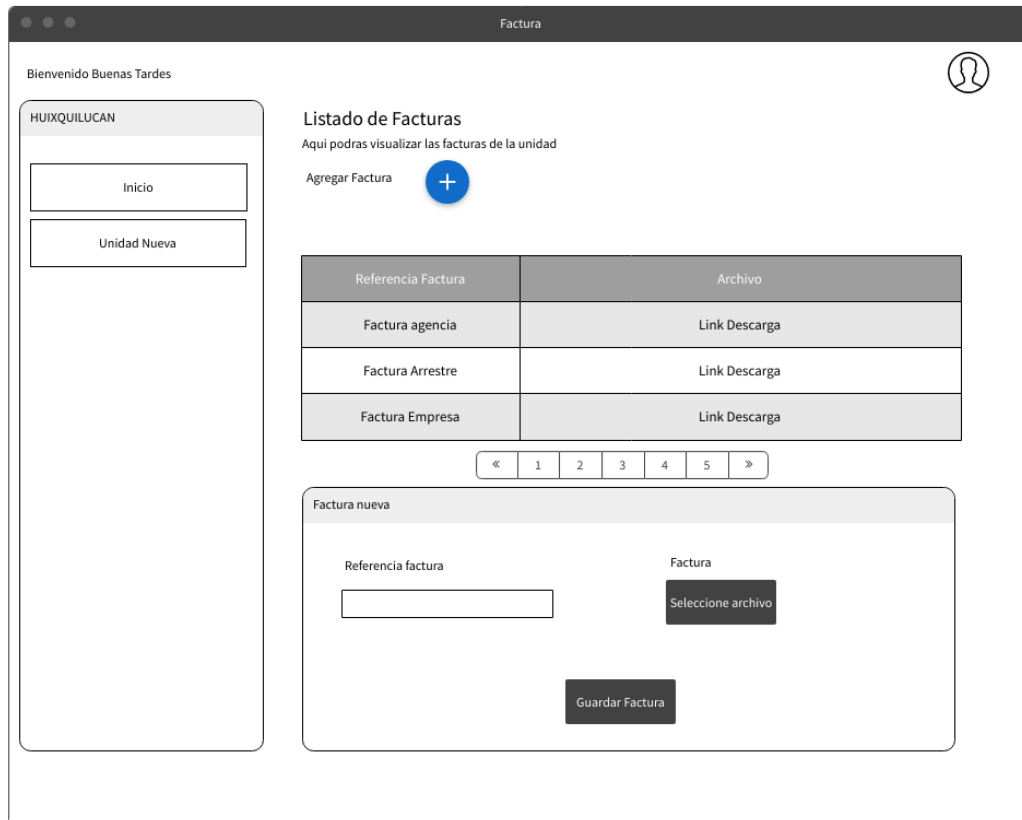 Factura
Bienvenido Buenas Tardes
HUIXQUILUCAN
Inicio
Unidad Nueva
Listado de Facturas
Aqui podras visualizar las facturas de la unidad
Agregar Factura
Referencia Factura Archivo
Factura agencia Link Descarga
Factura Arrestre Link Descarga
Factura Empresa Link Descarga
« 1 2 3 4 5 »
Factura nueva
Referencia factura
Factura
Seleccione archivo
Guardar Factura